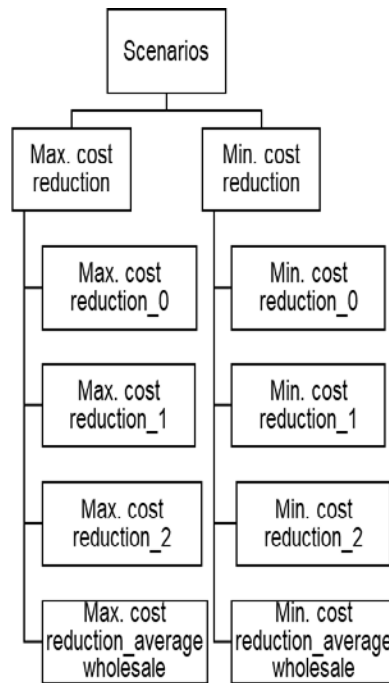 Scenarios
Max. cost
reduction
Min. cost
reduction
Max. cost
reduction_0
Min. cost
reduction_0
Max. cost
reduction_1
Min. cost
reduction_1
Max. cost
reduction_2
Min. cost
reduction_2
Max. cost
reduction_average
wholesale
Min. cost
reduction_average
wholesale